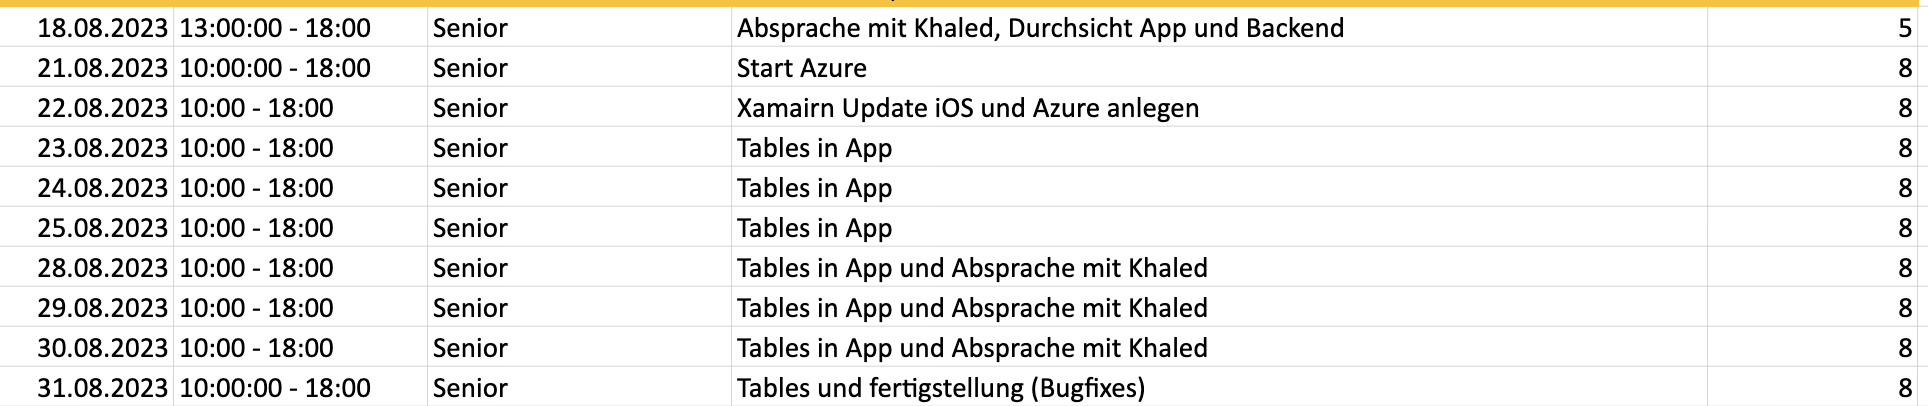 18.08.2023 13:00:00 - 18:00 Senior Absprache mit Khaled, Durchsicht App und Backend 5
21.08.2023 10:00:00 - 18:00 Senior Start Azure 8
22.08.2023 10:00 - 18:00 Senior Xamairn Update iOS und Azure anlegen 8
23.08.2023 10:00 - 18:00 Senior Tables in App 8
24.08.2023 10:00 - 18:00 Senior Tables in App 8
25.08.2023 10:00 - 18:00 Senior Tables in App 8
28.08.2023 10:00 - 18:00 Senior Tables in App und Absprache mit Khaled 8
29.08.2023 10:00 - 18:00 Senior Tables in App und Absprache mit Khaled 8
30.08.2023 10:00 - 18:00 Senior Tables in App und Absprache mit Khaled 8
31.08.2023 10:00:00 - 18:00 Senior Tables und fertigstellung (Bugfixes) 8